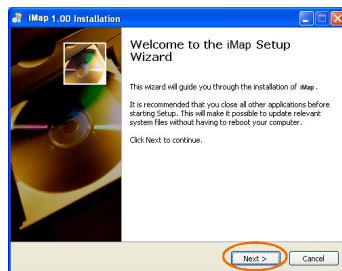 iMap 1.00 Installation
Welcome to the iMap Setup
Wizard
This wizard will guide you through the installation of iMap.
It is recommended that you close all other applications before
starting Setup. This will make it possible to update relevant
system files without having to reboot your computer.
Click Next to continue.
Next >
Cancel